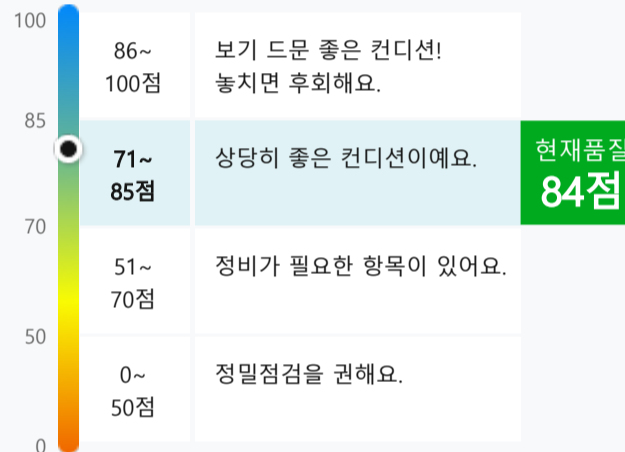 100
86~
100점
보기 드문 좋은 컨디션!
놓치면 후회해요.
85
71~
85점
상당히 좋은 컨디션이예요.
현재품질
84점
70
51~
70점
정비가 필요한 항목이 있어요.
50
0~
50점
정밀점검을 권해요.
0